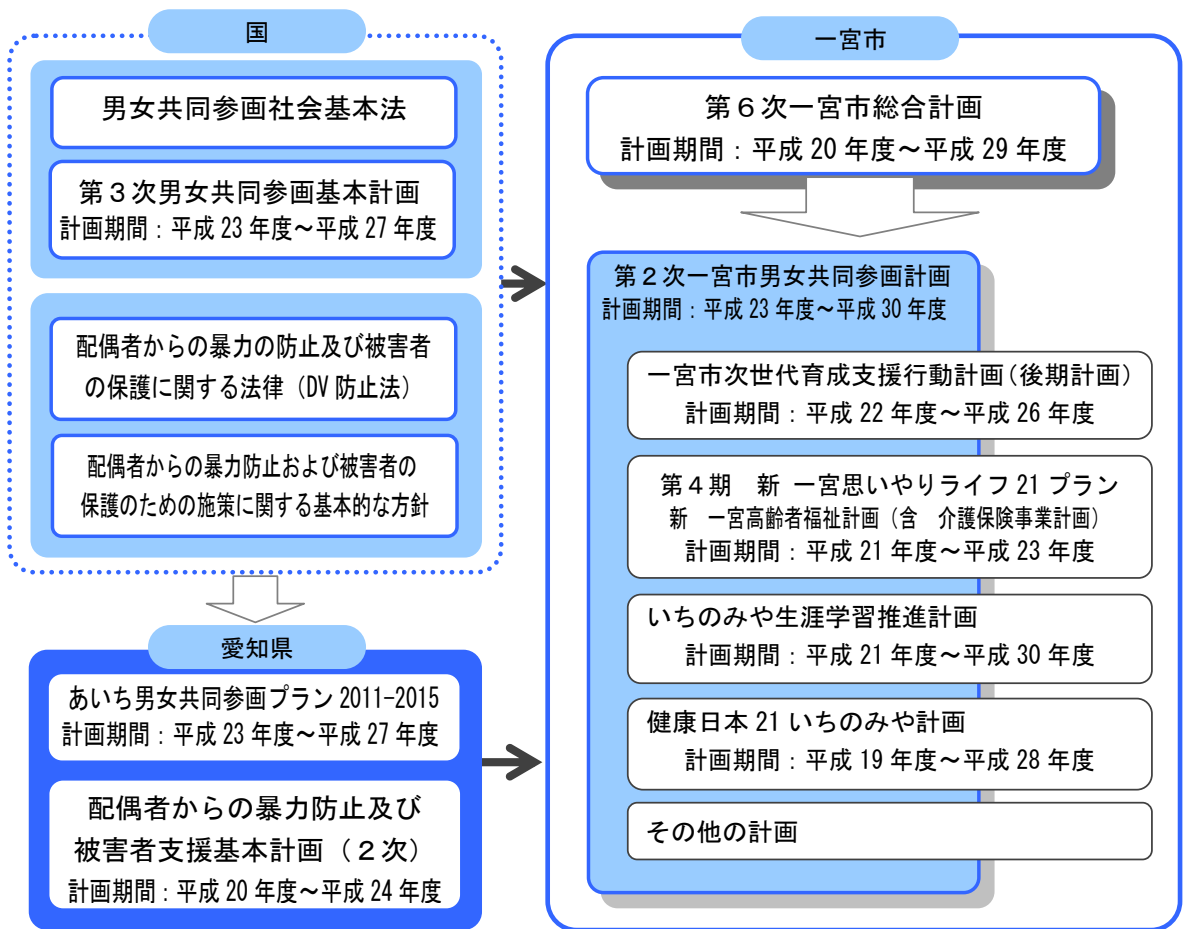 国
男女共同参画社会基本法
第３次男女共同参画基本計画
計画期間：平成 23 年度～平成 27 年度
配偶者からの暴力の防止及び被害者
の保護に関する法律（DV 防止法）
配偶者からの暴力防止および被害者の
保護のための施策に関する基本的な方針
愛知県
あいち男女共同参画プラン 2011-2015
計画期間：平成 23 年度～平成 27 年度
配偶者からの暴力防止及び
被害者支援基本計画（２次）
計画期間：平成 20 年度～平成 24 年度
一宮市
第６次一宮市総合計画
計画期間：平成 20 年度～平成 29 年度
第２次一宮市男女共同参画計画
計画期間：平成 23 年度～平成 30 年度
一宮市次世代育成支援行動計画（後期計画）
計画期間：平成 22 年度～平成 26 年度
第４期　新 一宮思いやりライフ 21 プラン
新　一宮高齢者福祉計画（含　介護保険事業計画）
計画期間：平成 21 年度～平成 23 年度
いちのみや生涯学習推進計画
計画期間：平成 21 年度～平成 30 年度
健康日本 21 いちのみや計画
計画期間：平成 19 年度～平成 28 年度
その他の計画